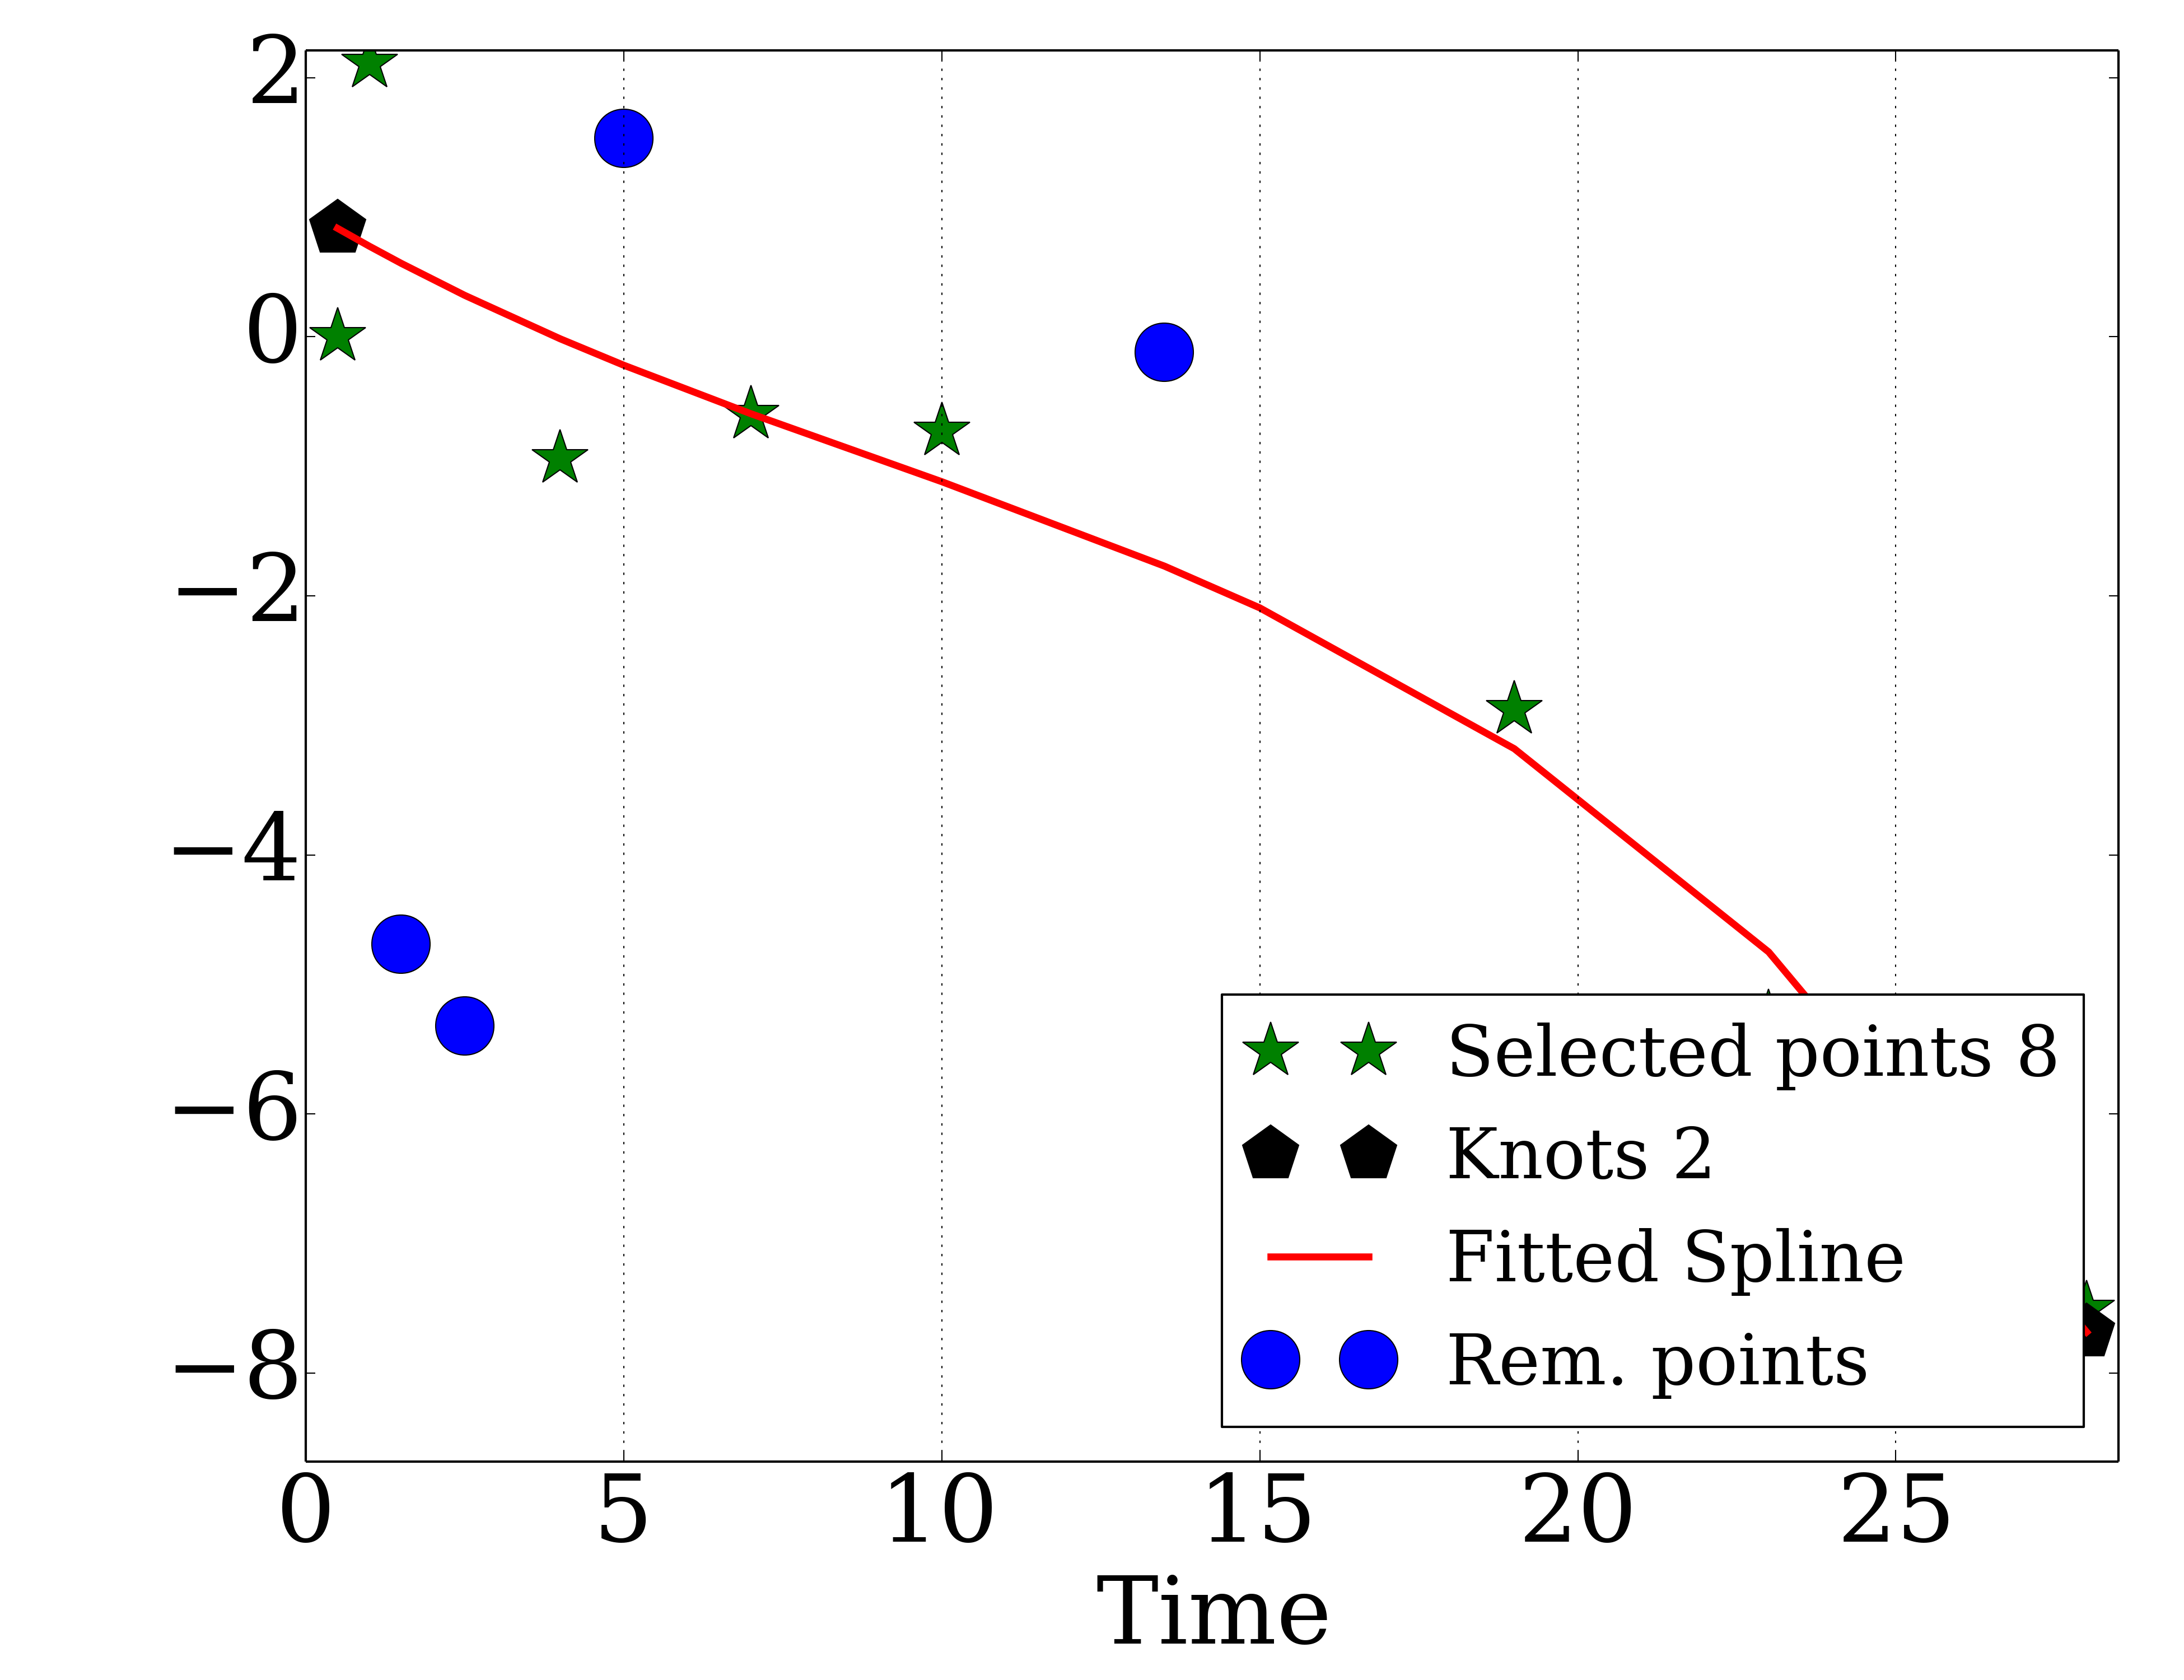 2
0
−2
−4
−6
−8
Selected points 8
Knots 2
Fitted Spline
Rem. points
0 5 10 15 20 25
Time